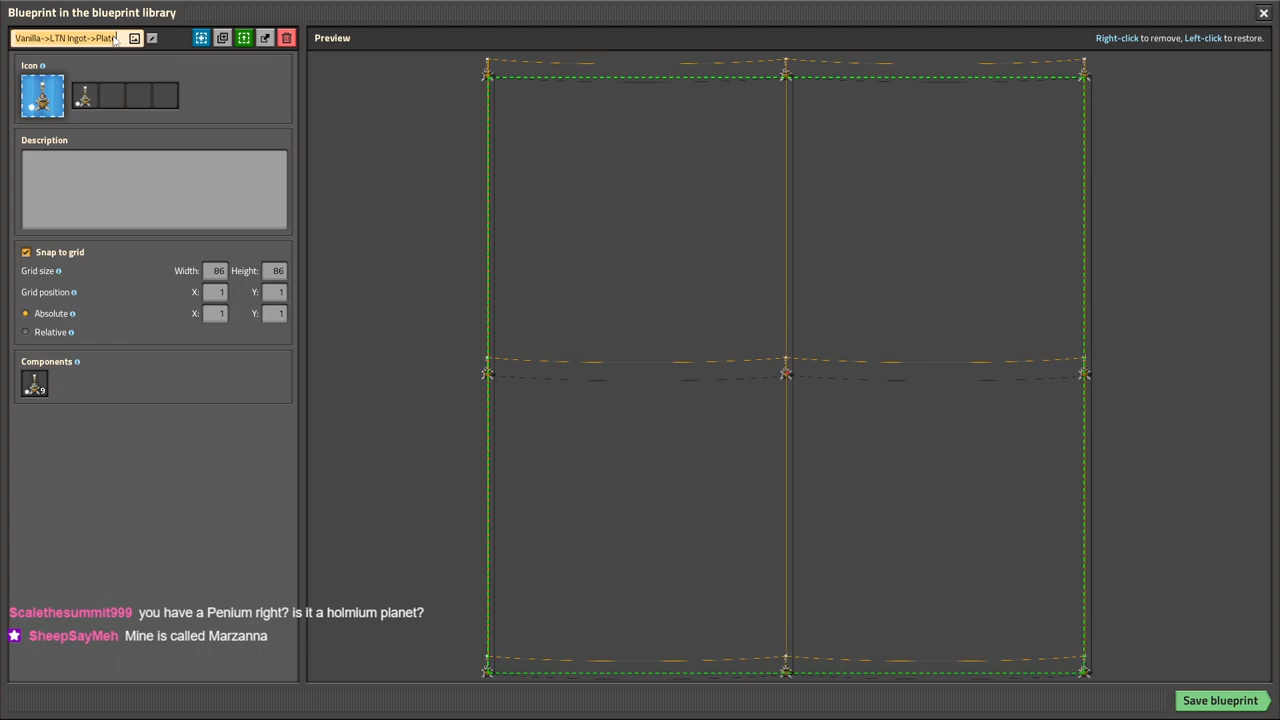 Blueprint in the blueprint library
Vanilla->LTN Ingot->Plate
Preview
Right-click to remove, Left-click to restore.
Icon
Description
Snap to grid
Grid size Width: 86 Height: 86
Grid position X: 1 Y: 1
Absolute X: 1 Y: 1
Relative
Components
9
Scalethesummit999 you have a Penium right? is it a holmium planet?
SheepSayMeh Mine is called Marzanna
Save blueprint